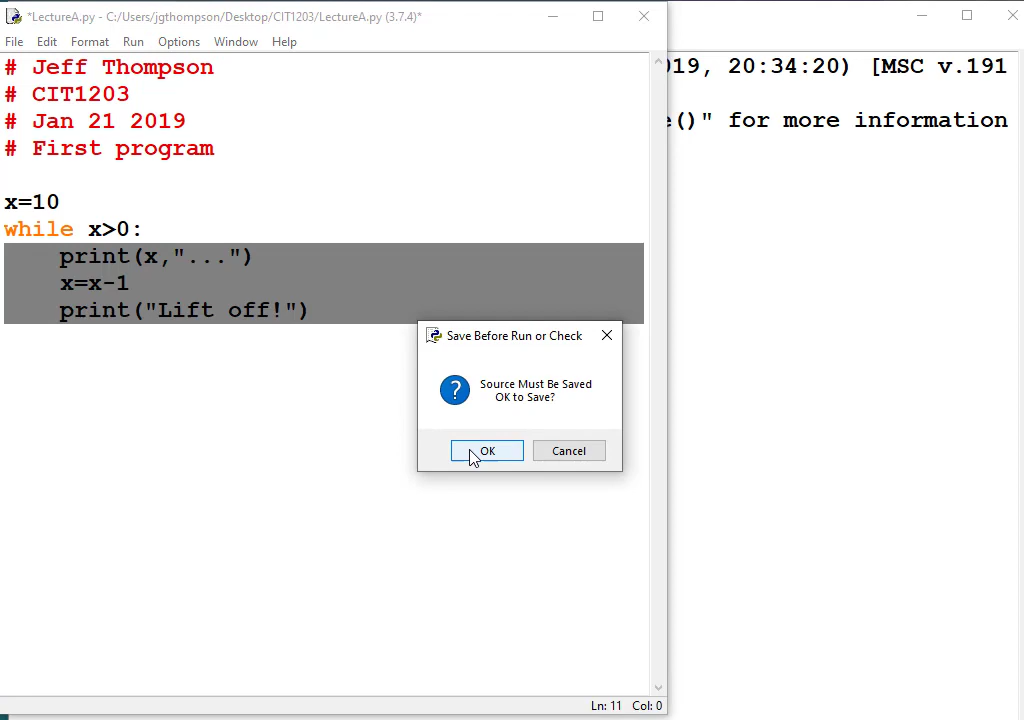 *LectureA.py - C:/Users/jgthompson/Desktop/CIT1203/LectureA.py (3.7.4)*
File Edit Format Run Options Window Help
# Jeff Thompson
# CIT1203
# Jan 21 2019
# First program
x=10
while x>0:
    print(x,"...")
    x=x-1
    print("Lift off!")
019, 20:34:20) [MSC v.191
e()" for more information
Save Before Run or Check
?
Source Must Be Saved
OK to Save?
OK Cancel
Ln: 11 Col: 0